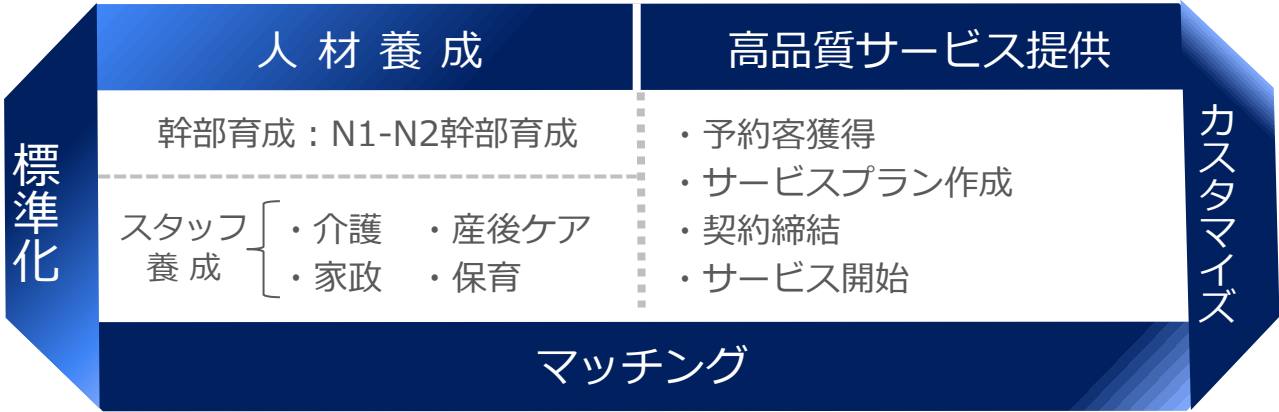 人材養成
高品質サービス提供
標準化
幹部育成：N1-N2幹部育成
スタッフ
養成
・介護 ・産後ケア
・家政 ・保育
・予約客獲得
・サービスプラン作成
・契約締結
・サービス開始
カスタマイズ
マッチング